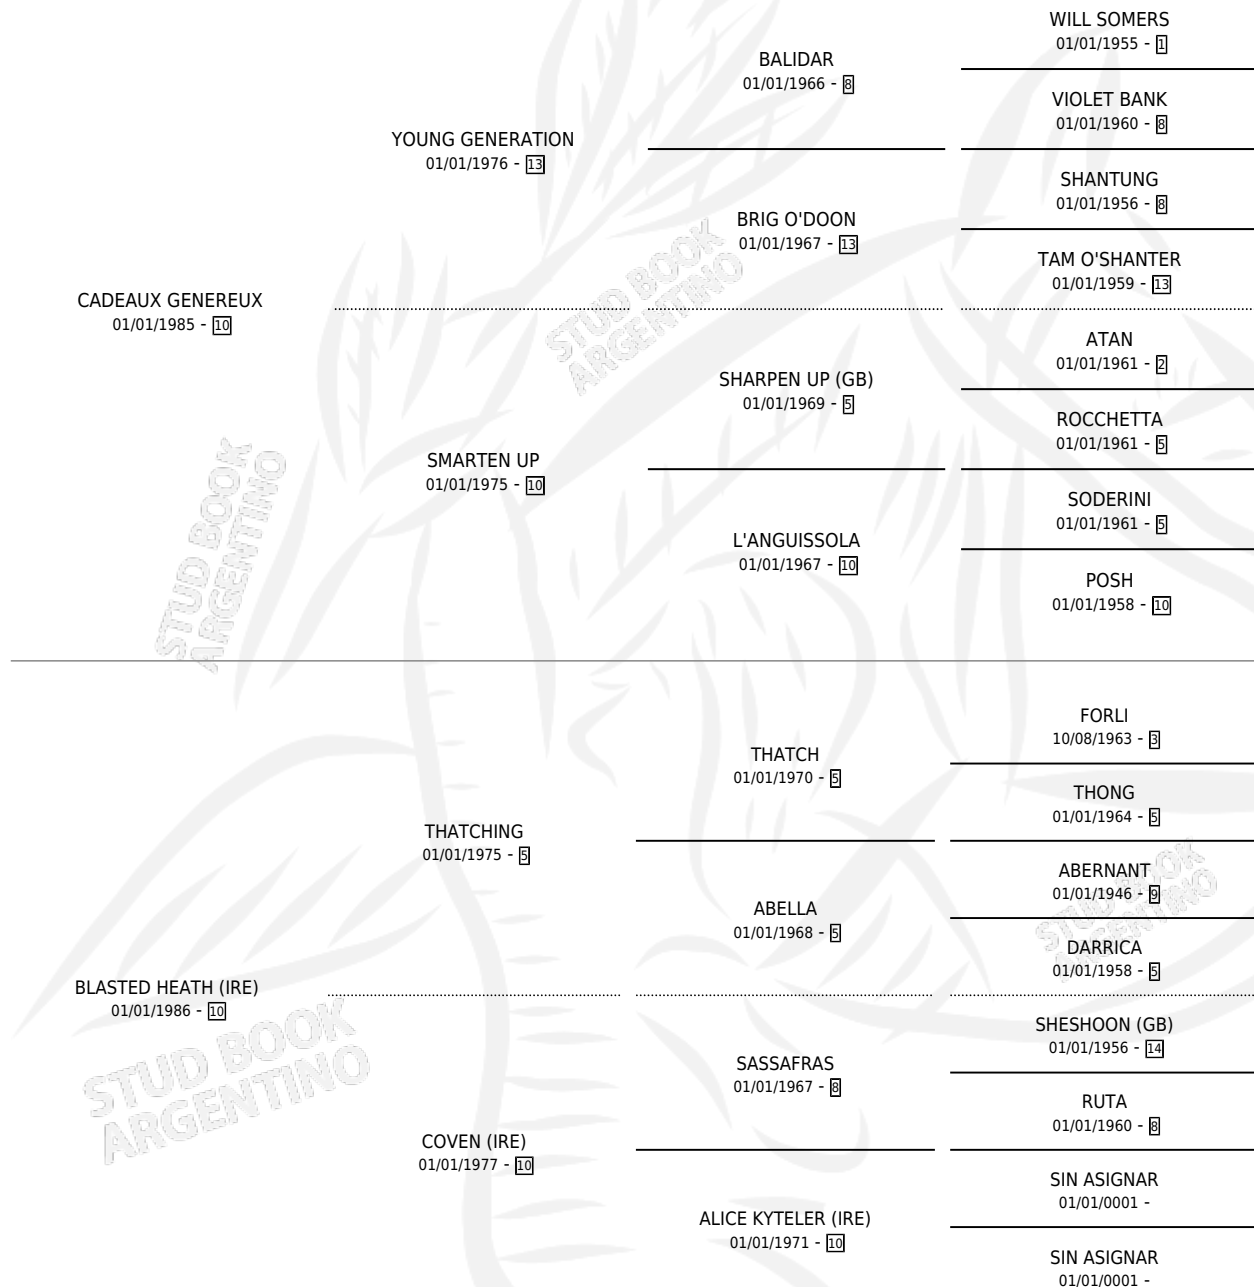 WILL SOMERS
01/01/1955 - 1
BALIDAR
01/01/1966 - 8
VIOLET BANK
01/01/1960 - 8
YOUNG GENERATION
01/01/1976 - 13
SHANTUNG
01/01/1956 - 8
BRIG O'DOON
01/01/1967 - 13
TAM O'SHANTER
01/01/1959 - 13
CADEAUX GENEREUX
01/01/1985 - 10
STUD BOOK
ARGENTINO
ATAN
01/01/1961 - 2
SHARPEN UP (GB)
01/01/1969 - 5
ROCCHETTA
01/01/1961 - 5
SMARTEN UP
01/01/1975 - 10
SODERINI
01/01/1961 - 5
L'ANGUISSOLA
01/01/1967 - 10
POSH
01/01/1958 - 10
STUD BOOK
ARGENTINO
FORLI
10/08/1963 - 3
THATCH
01/01/1970 - 5
THONG
01/01/1964 - 5
THATCHING
01/01/1975 - 5
ABERNANT
01/01/1946 - 9
ABELLA
01/01/1968 - 5
DARRICA
01/01/1958 - 5
STUD BOOK
ARGENTINO
BLASTED HEATH (IRE)
01/01/1986 - 10
SHESHOON (GB)
01/01/1956 - 14
SASSAFRAS
01/01/1967 - 8
RUTA
01/01/1960 - 8
STUD BOOK
ARGENTINO
COVEN (IRE)
01/01/1977 - 10
SIN ASIGNAR
01/01/0001 -
ALICE KYTELER (IRE)
01/01/1971 - 10
SIN ASIGNAR
01/01/0001 -